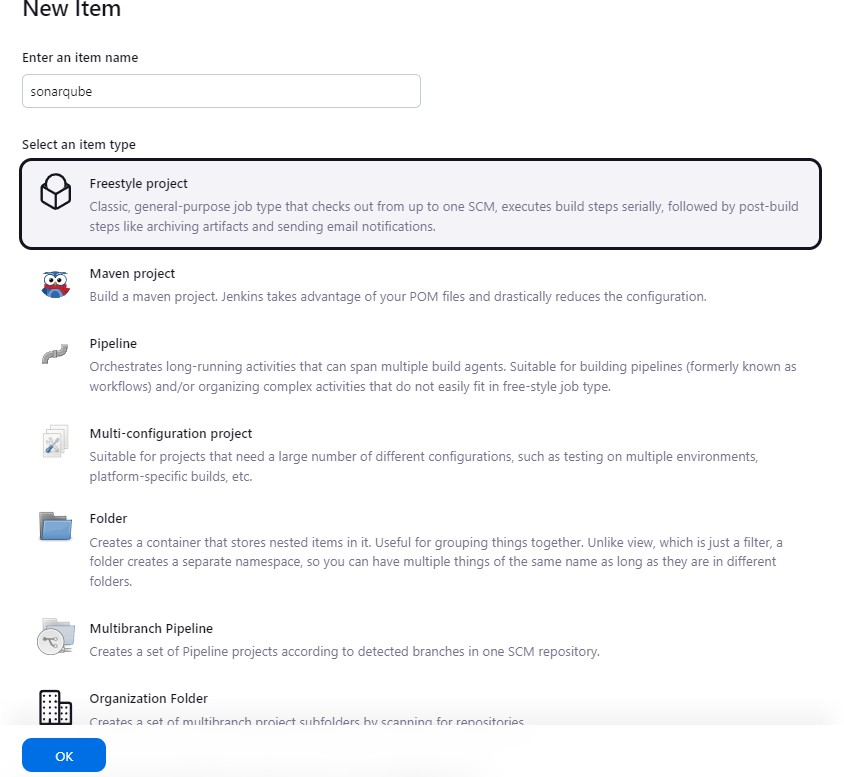 New Item
Enter an item name
sonarqube
Select an item type
Freestyle project
Classic, general-purpose job type that checks out from up to one SCM, executes build steps serially, followed by post-build
steps like archiving artifacts and sending email notifications.
Maven project
Build a maven project. Jenkins takes advantage of your POM files and drastically reduces the configuration.
Pipeline
Orchestrates long-running activities that can span multiple build agents. Suitable for building pipelines (formerly known as
workflows) and/or organizing complex activities that do not easily fit in free-style job type.
Multi-configuration project
Suitable for projects that need a large number of different configurations, such as testing on multiple environments,
platform-specific builds, etc.
Folder
Creates a container that stores nested items in it. Useful for grouping things together. Unlike view, which is just a filter, a
folder creates a separate namespace, so you can have multiple things of the same name as long as they are in different
folders.
Multibranch Pipeline
Creates a set of Pipeline projects according to detected branches in one SCM repository.
Organization Folder
Creates a set of multibranch project subfolders by scanning for repositories.
OK